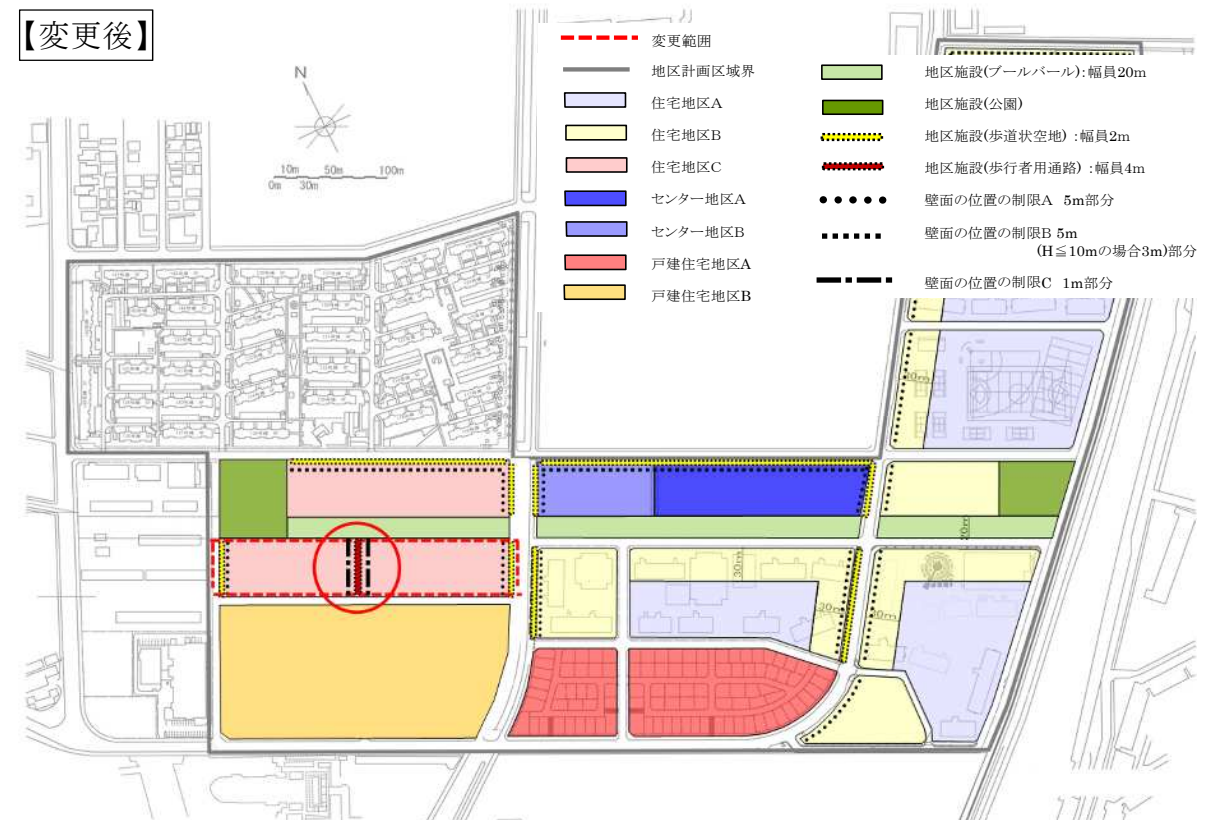 【変更後】
N
10m 50m 100m
0m 30m
変更範囲
地区計画区域界
住宅地区A
住宅地区B
住宅地区C
センター地区A
センター地区B
戸建住宅地区A
戸建住宅地区B
地区施設(ブールバール):幅員20m
地区施設(公園)
地区施設(歩道状空地) :幅員2m
地区施設(歩行者用通路) :幅員4m
壁面の位置の制限A 5m部分
壁面の位置の制限B 5m
(H≦10mの場合3m)部分
壁面の位置の制限C 1m部分
20m
20m
30m
30m
30m